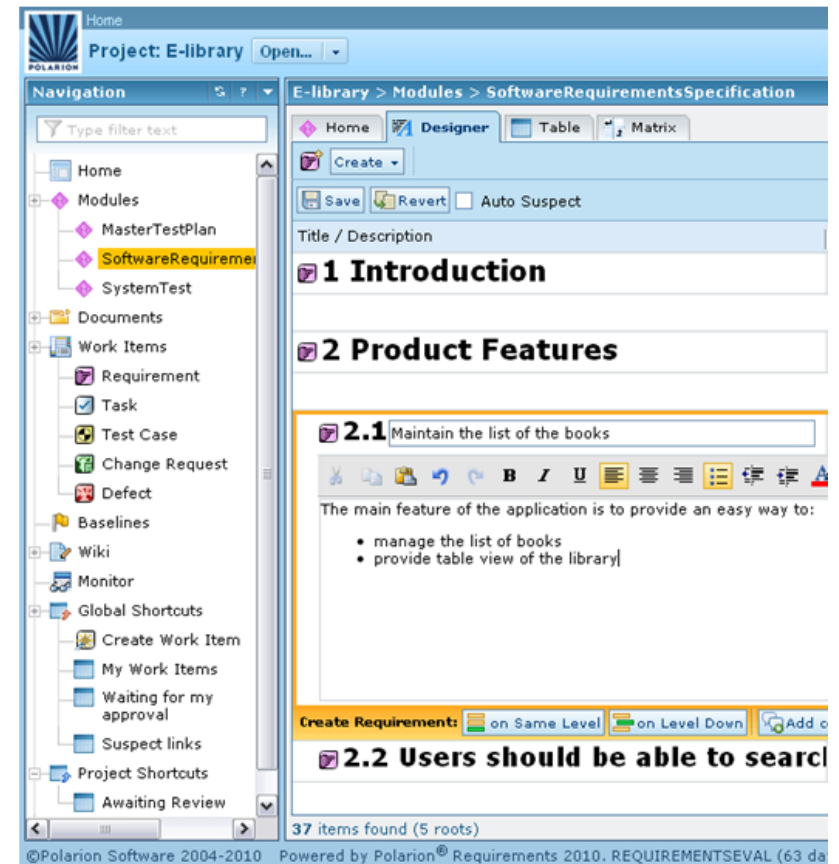 Home
POLARION
Project: E-library Open...
Navigation ?
Type filter text
Home
Modules
MasterTestPlan
SoftwareRequiremen
SystemTest
Documents
Work Items
Requirement
Task
Test Case
Change Request
Defect
Baselines
Wiki
Monitor
Global Shortcuts
Create Work Item
My Work Items
Waiting for my
approval
Suspect links
Project Shortcuts
Awaiting Review
E-library > Modules > SoftwareRequirementsSpecification
Home Designer Table Matrix
Create
Save Revert Auto Suspect
Title / Description
1 Introduction
2 Product Features
2.1 Maintain the list of the books
B I U A
The main feature of the application is to provide an easy way to:
• manage the list of books
• provide table view of the library
Create Requirement: on Same Level on Level Down Add c
2.2 Users should be able to search
37 items found (5 roots)
©Polarion Software 2004-2010 Powered by Polarion® Requirements 2010. REQUIREMENTSEVAL (63 da